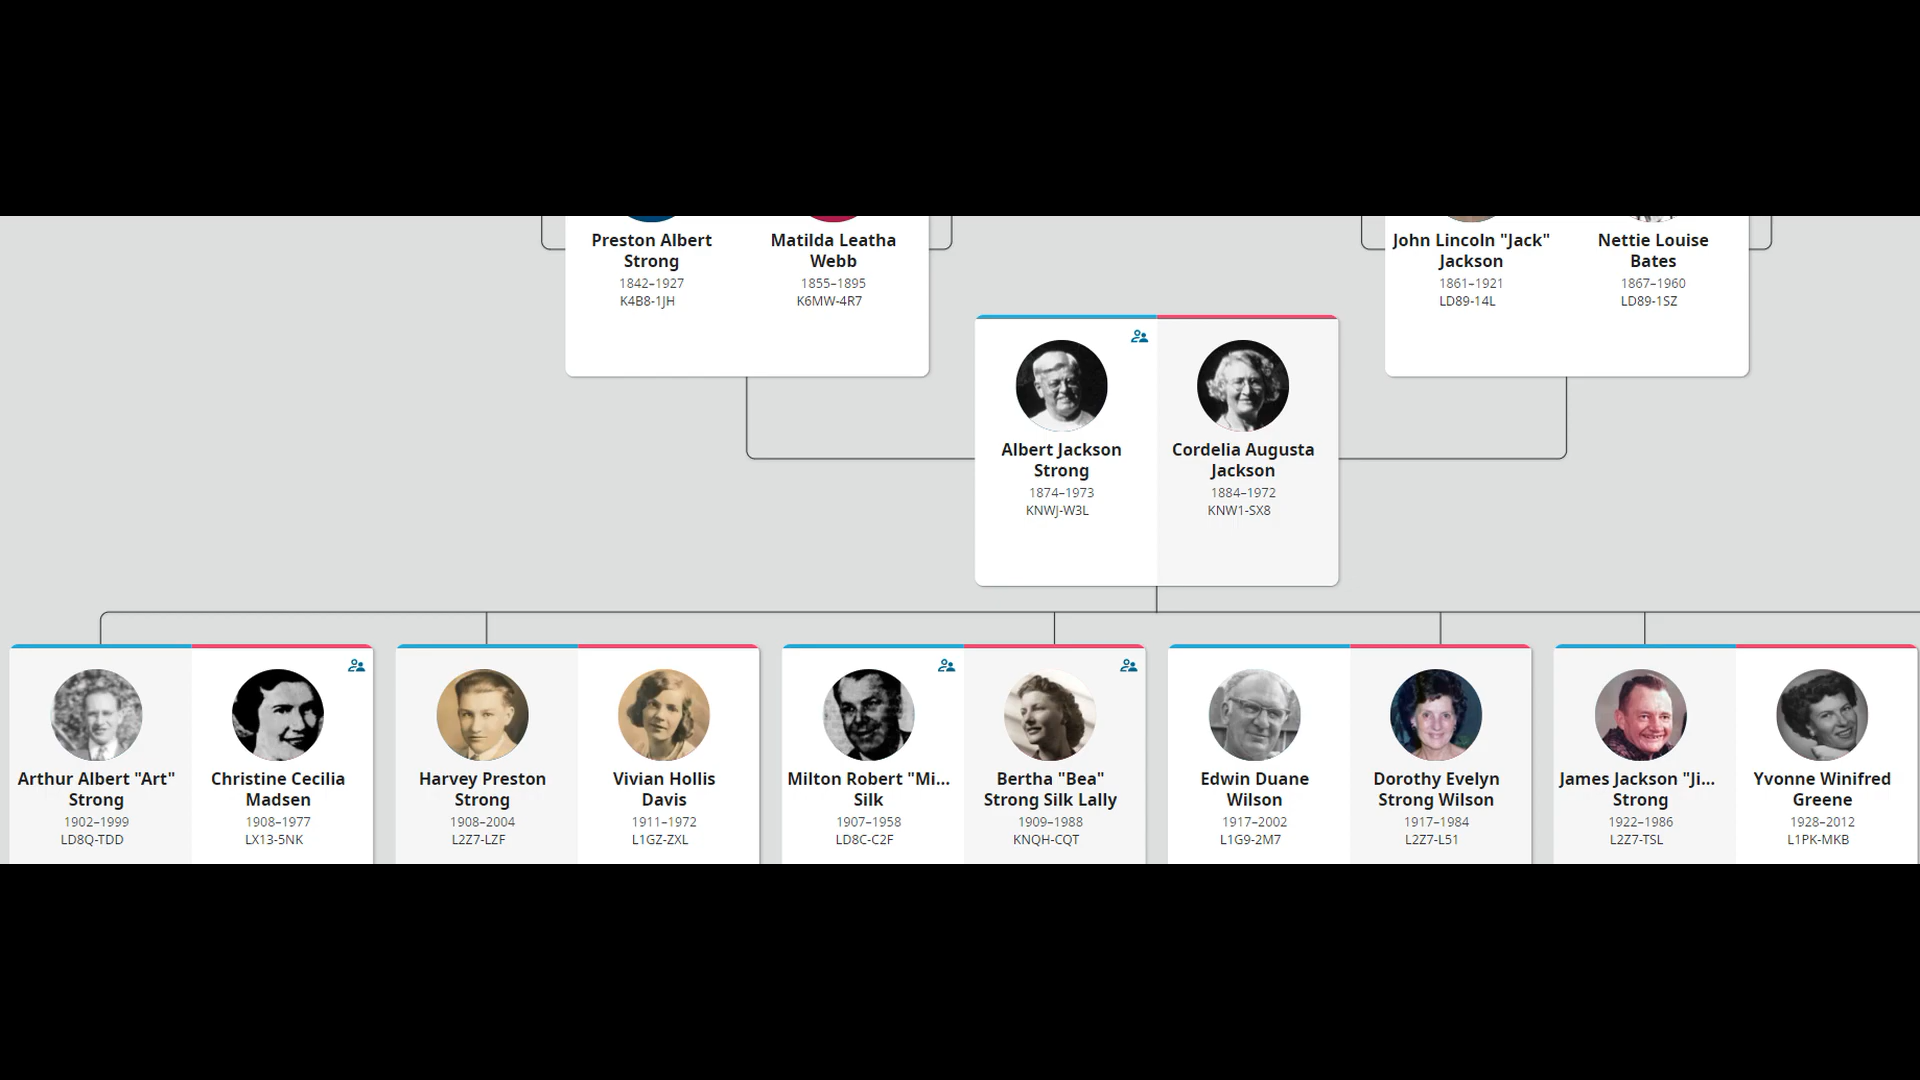 Preston Albert
Strong
1842–1927
K4B8-1JH
Matilda Leatha
Webb
1855–1895
K6MW-4R7
John Lincoln "Jack"
Jackson
1861–1921
LD89-14L
Nettie Louise
Bates
1867–1960
LD89-1SZ
Albert Jackson
Strong
1874–1973
KNWJ-W3L
Cordelia Augusta
Jackson
1884–1972
KNW1-SX8
Arthur Albert "Art"
Strong
1902–1999
LD8Q-TDD
Christine Cecilia
Madsen
1908–1977
LX13-5NK
Harvey Preston
Strong
1908–2004
L2Z7-LZF
Vivian Hollis
Davis
1911–1972
L1GZ-ZXL
Milton Robert "Mi...
Silk
1907–1958
LD8C-C2F
Bertha "Bea"
Strong Silk Lally
1909–1988
KNQH-CQT
Edwin Duane
Wilson
1917–2002
L1G9-2M7
Dorothy Evelyn
Strong Wilson
1917–1984
L2Z7-L51
James Jackson "Ji...
Strong
1922–1986
L2Z7-TSL
Yvonne Winifred
Greene
1928–2012
L1PK-MKB